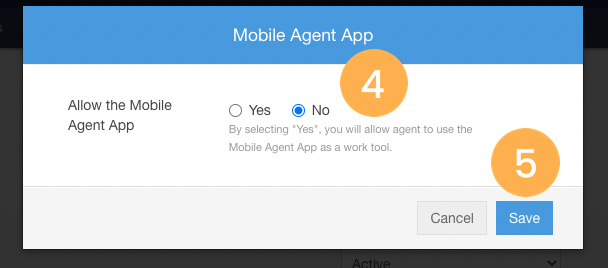 Mobile Agent App
4
Allow the Mobile
Agent App
Yes No
By selecting "Yes", you will allow agent to use the
Mobile Agent App as a work tool.
5
Cancel Save
Active